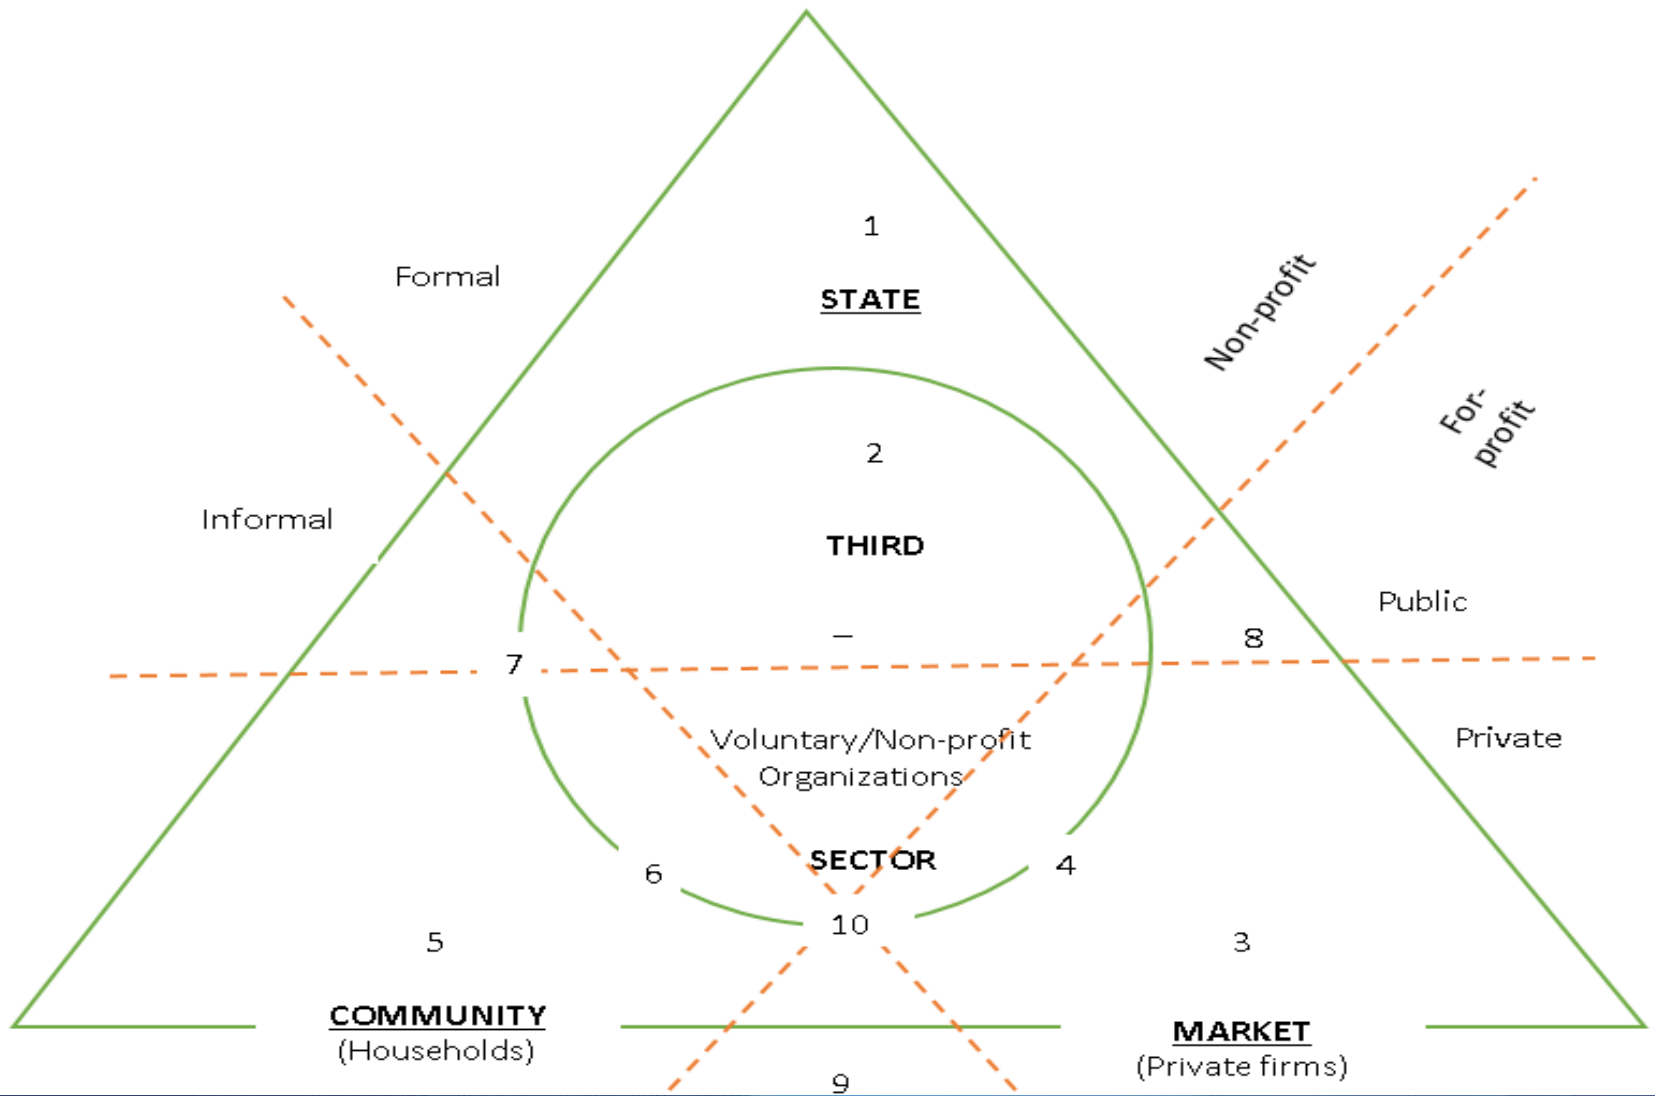 1
Formal
STATE
Non-profit
For-
profit
2
Informal
THIRD
Public
–
8
7
Voluntary/Non-profit
Organizations
Private
SECTOR
6
4
10
5
3
COMMUNITY
(Households)
MARKET
(Private firms)
9